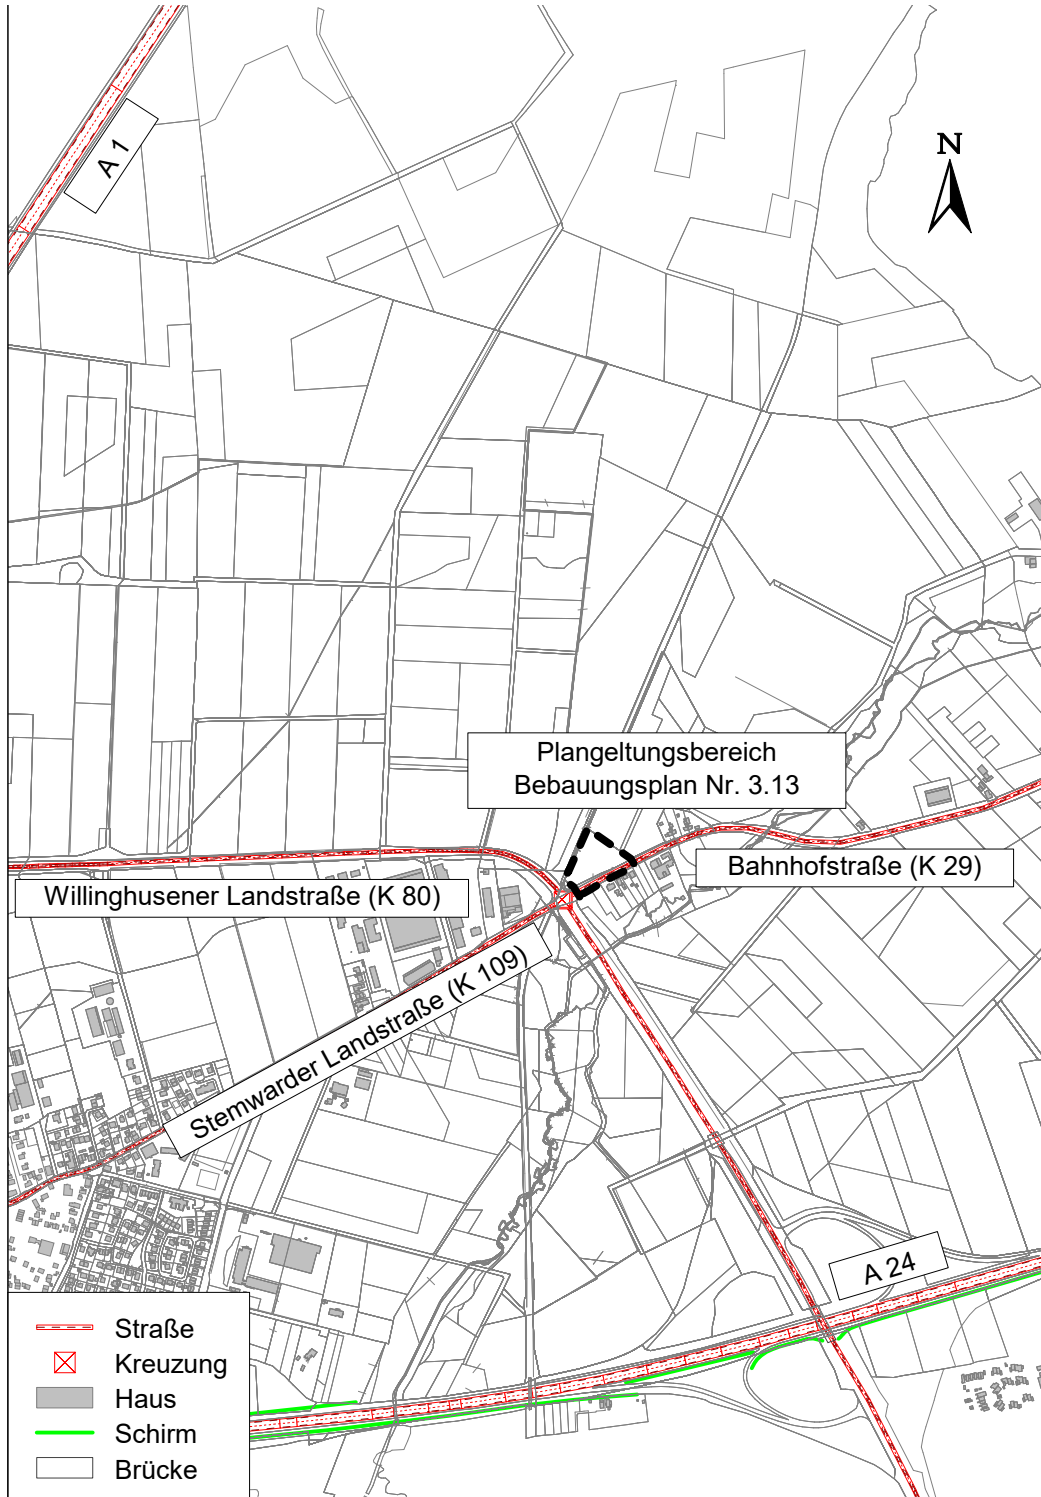 A 1
N
Plangeltungsbereich
Bebauungsplan Nr. 3.13
Bahnhofstraße (K 29)
Willinghusener Landstraße (K 80)
Stemwarder Landstraße (K 109)
A 24
Straße
Kreuzung
Haus
Schirm
Brücke